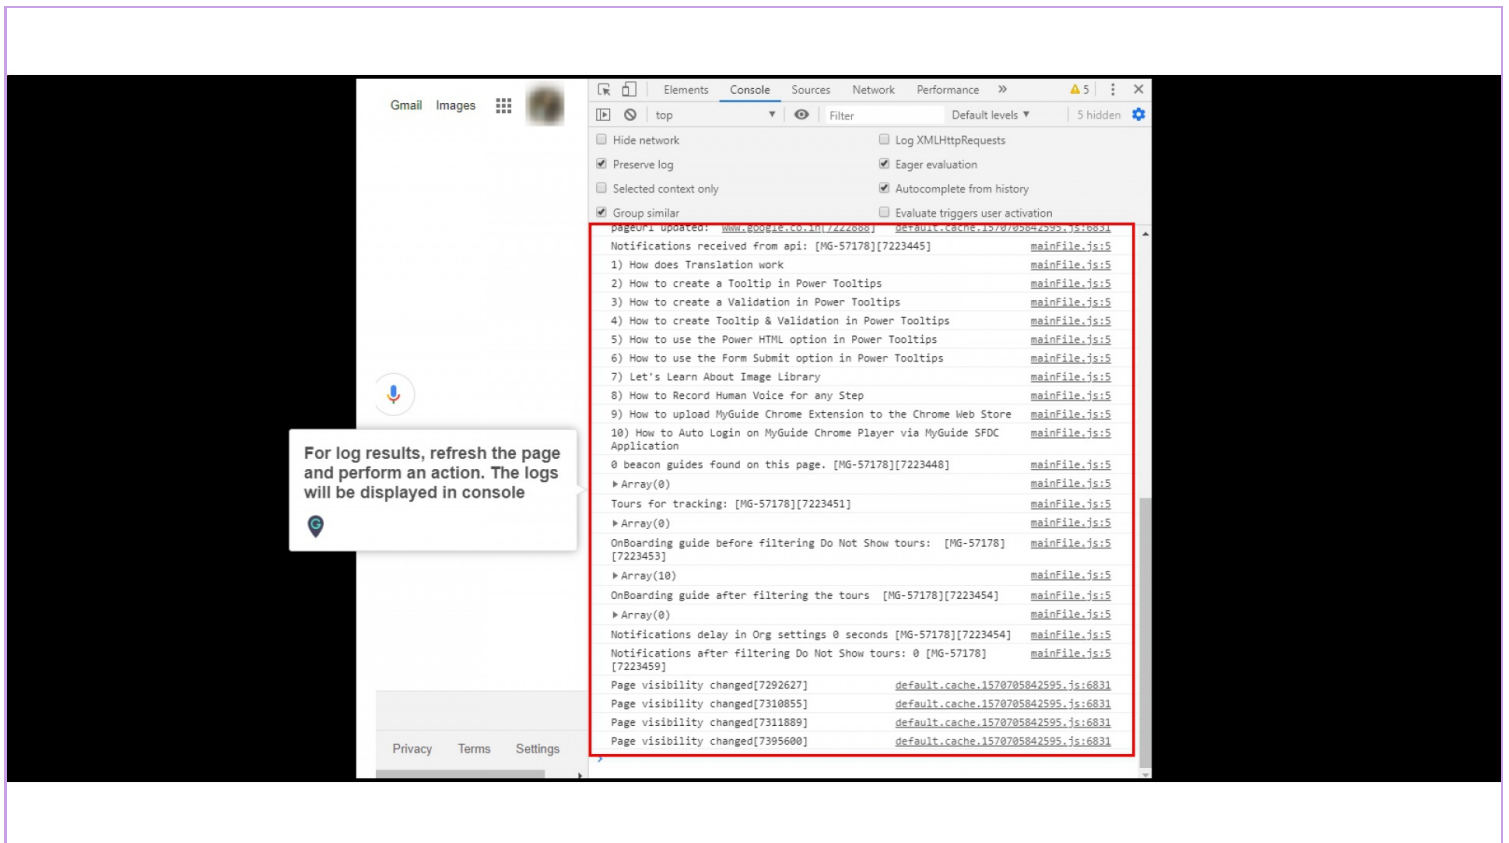 Gmail Images
Elements Console Sources Network Performance » 5
top Filter Default levels ▼ 5 hidden
Hide network Log XMLHttpRequests
Preserve log Eager evaluation
Selected context only Autocomplete from history
Group similar Evaluate triggers user activation
pageUrl updated: www.google.co.in[7222888] default.cache.1570705842595.js:6831
Notifications received from api: [MG-57178][7223445] mainFile.js:5
1) How does Translation work mainFile.js:5
2) How to create a Tooltip in Power Tooltips mainFile.js:5
3) How to create a Validation in Power Tooltips mainFile.js:5
4) How to create Tooltip & Validation in Power Tooltips mainFile.js:5
5) How to use the Power HTML option in Power Tooltips mainFile.js:5
6) How to use the Form Submit option in Power Tooltips mainFile.js:5
7) Let's Learn About Image Library mainFile.js:5
8) How to Record Human Voice for any Step mainFile.js:5
9) How to upload MyGuide Chrome Extension to the Chrome Web Store mainFile.js:5
10) How to Auto Login on MyGuide Chrome Player via MyGuide SFDC mainFile.js:5
Application
0 beacon guides found on this page. [MG-57178][7223448] mainFile.js:5
▶ Array(0) mainFile.js:5
Tours for tracking: [MG-57178][7223451] mainFile.js:5
▶ Array(0) mainFile.js:5
OnBoarding guide before filtering Do Not Show tours: [MG-57178] mainFile.js:5
[7223453]
▶ Array(10) mainFile.js:5
OnBoarding guide after filtering the tours [MG-57178][7223454] mainFile.js:5
▶ Array(0) mainFile.js:5
Notifications delay in Org settings 0 seconds [MG-57178][7223454] mainFile.js:5
Notifications after filtering Do Not Show tours: 0 [MG-57178] mainFile.js:5
[7223459]
Page visibility changed[7292627] default.cache.1570705842595.js:6831
Page visibility changed[7310855] default.cache.1570705842595.js:6831
Page visibility changed[7311889] default.cache.1570705842595.js:6831
Page visibility changed[7395600] default.cache.1570705842595.js:6831
For log results, refresh the page
and perform an action. The logs
will be displayed in console
Privacy Terms Settings